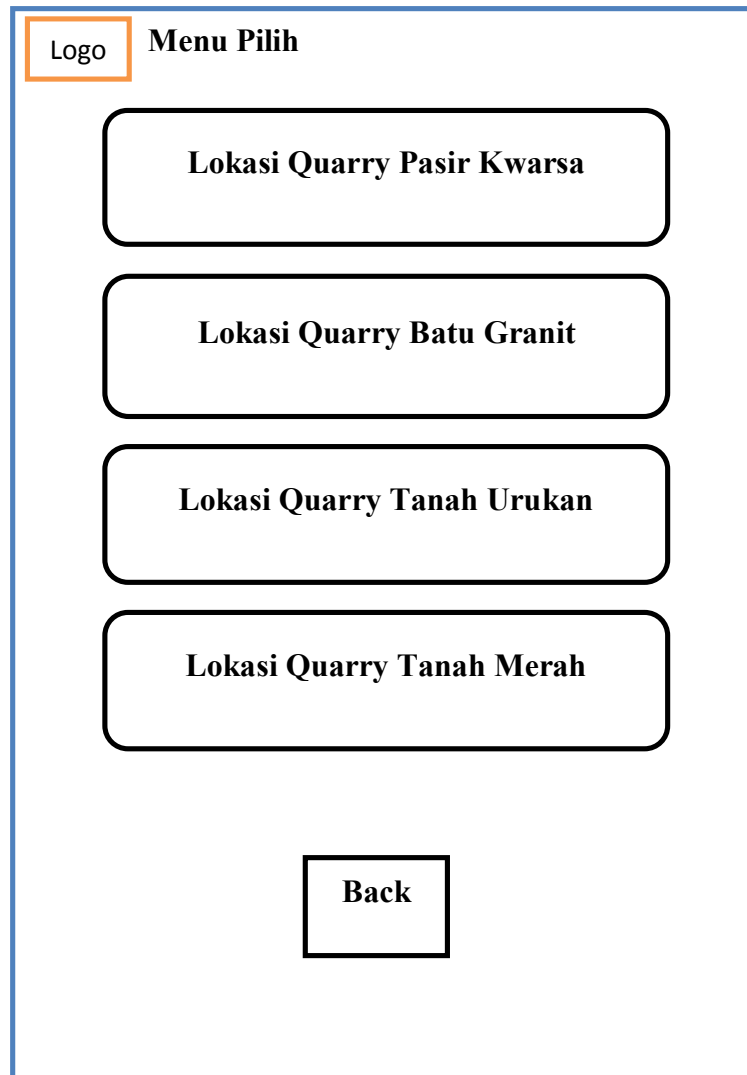 Logo
Menu Pilih
Lokasi Quarry Pasir Kwarsa
Lokasi Quarry Batu Granit
Lokasi Quarry Tanah Urukan
Lokasi Quarry Tanah Merah
Back